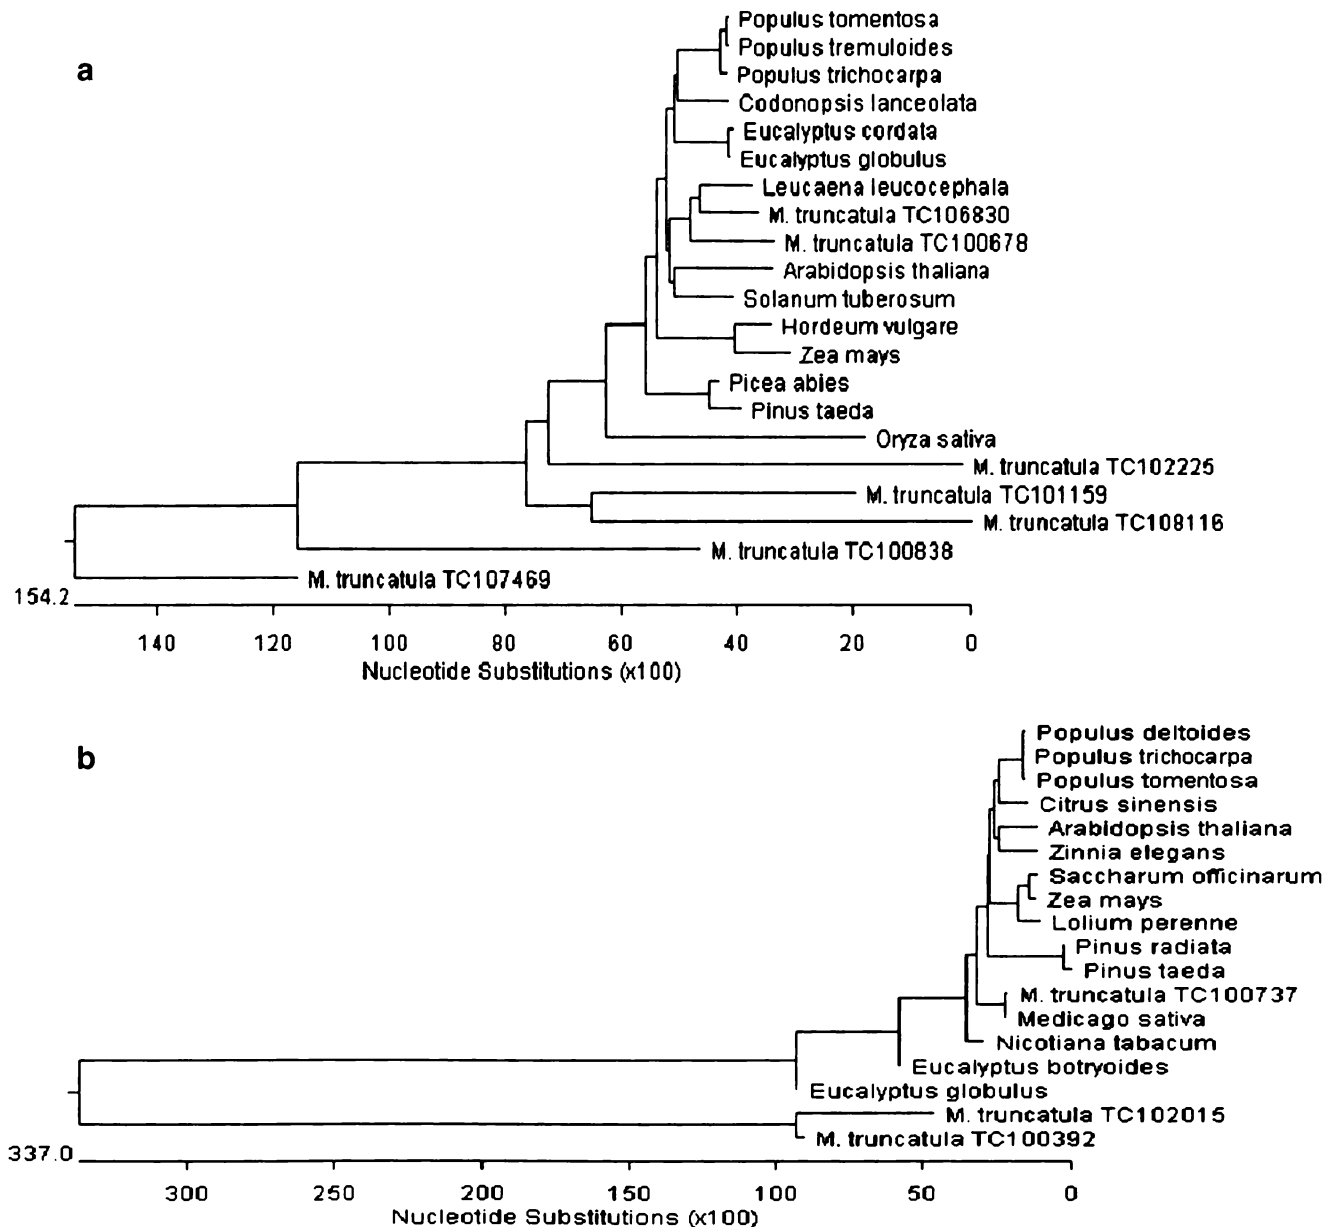 a
Populus tomentosa
Populus tremuloides
Populus trichocarpa
Codonopsis lanceolata
Eucalyptus cordata
Eucalyptus globulus
Leucaena leucocephala
M. truncatula TC106830
M. truncatula TC100678
Arabidopsis thaliana
Solanum tuberosum
Hordeum vulgare
Zea mays
Picea abies
Pinus taeda
Oryza sativa
M. truncatula TC102225
M. truncatula TC101159
M. truncatula TC108116
M. truncatula TC100838
M. truncatula TC107469
154.2
140 120 100 80 60 40 20 0
Nucleotide Substitutions (x100)
b
Populus deltoides
Populus trichocarpa
Populus tomentosa
Citrus sinensis
Arabidopsis thaliana
Zinnia elegans
Saccharum officinarum
Zea mays
Lolium perenne
Pinus radiata
Pinus taeda
M. truncatula TC100737
Medicago sativa
Nicotiana tabacum
Eucalyptus botryoides
Eucalyptus globulus
M. truncatula TC102015
M. truncatula TC100392
337.0
300 250 200 150 100 50 0
Nucleotide Substitutions (x100)